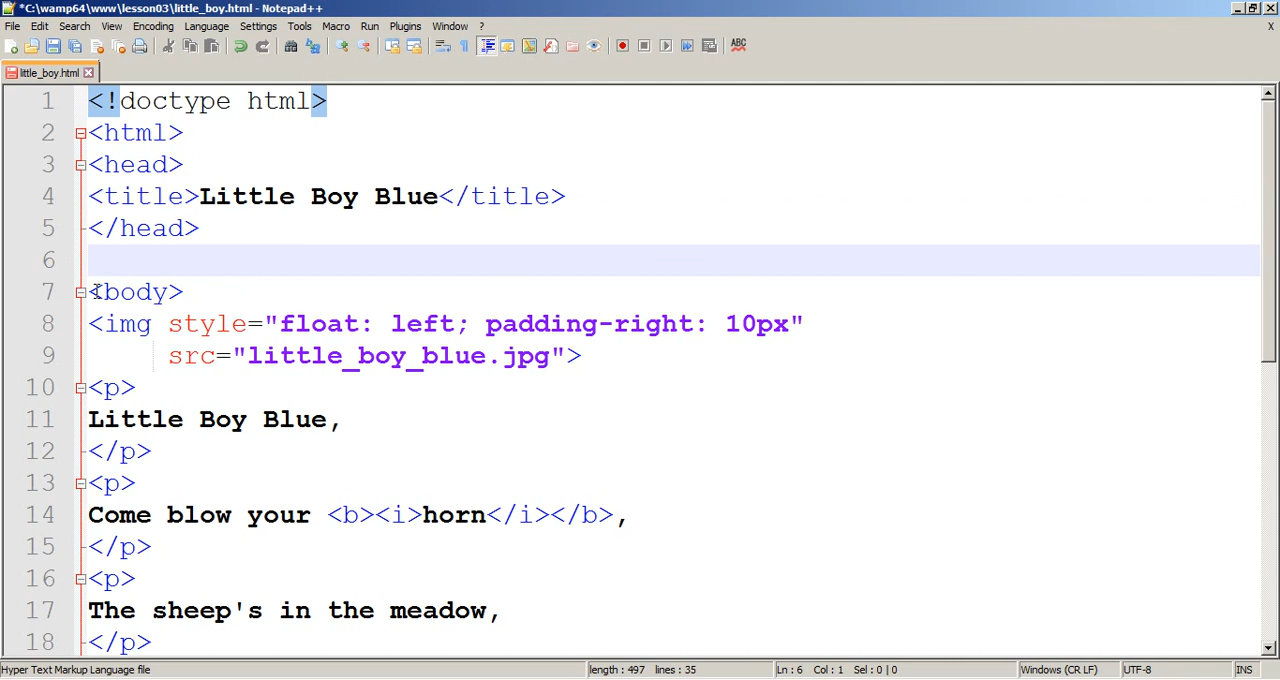 *C:\wamp64\www\lesson03\little_boy.html - Notepad++
File Edit Search View Encoding Language Settings Tools Macro Run Plugins Window ? X
ABC
little_boy.html
1 <!doctype html>
2 <html>
3 <head>
4 <title>Little Boy Blue</title>
5 </head>
6
7 <body>
8 <img style="float: left; padding-right: 10px"
9 src="little_boy_blue.jpg">
10 <p>
11 Little Boy Blue,
12 </p>
13 <p>
14 Come blow your <b><i>horn</i></b>,
15 </p>
16 <p>
17 The sheep's in the meadow,
18 </p>
Hyper Text Markup Language file length : 497 lines : 35 Ln : 6 Col : 1 Sel : 0 | 0 Windows (CR LF) UTF-8 INS